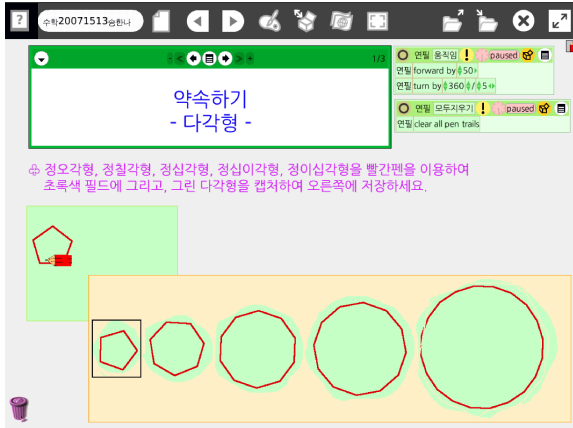 수학20071513승한나
1/3
약속하기
- 다각형 -
연필 움직임 ! paused
연필 forward by 50
연필 turn by 360 / 5
연필 모두지우기 ! paused
연필 clear all pen trails
정오각형, 정칠각형, 정십각형, 정십이각형, 정이십각형을 빨간펜을 이용하여
초록색 필드에 그리고, 그린 다각형을 캡처하여 오른쪽에 저장하세요.